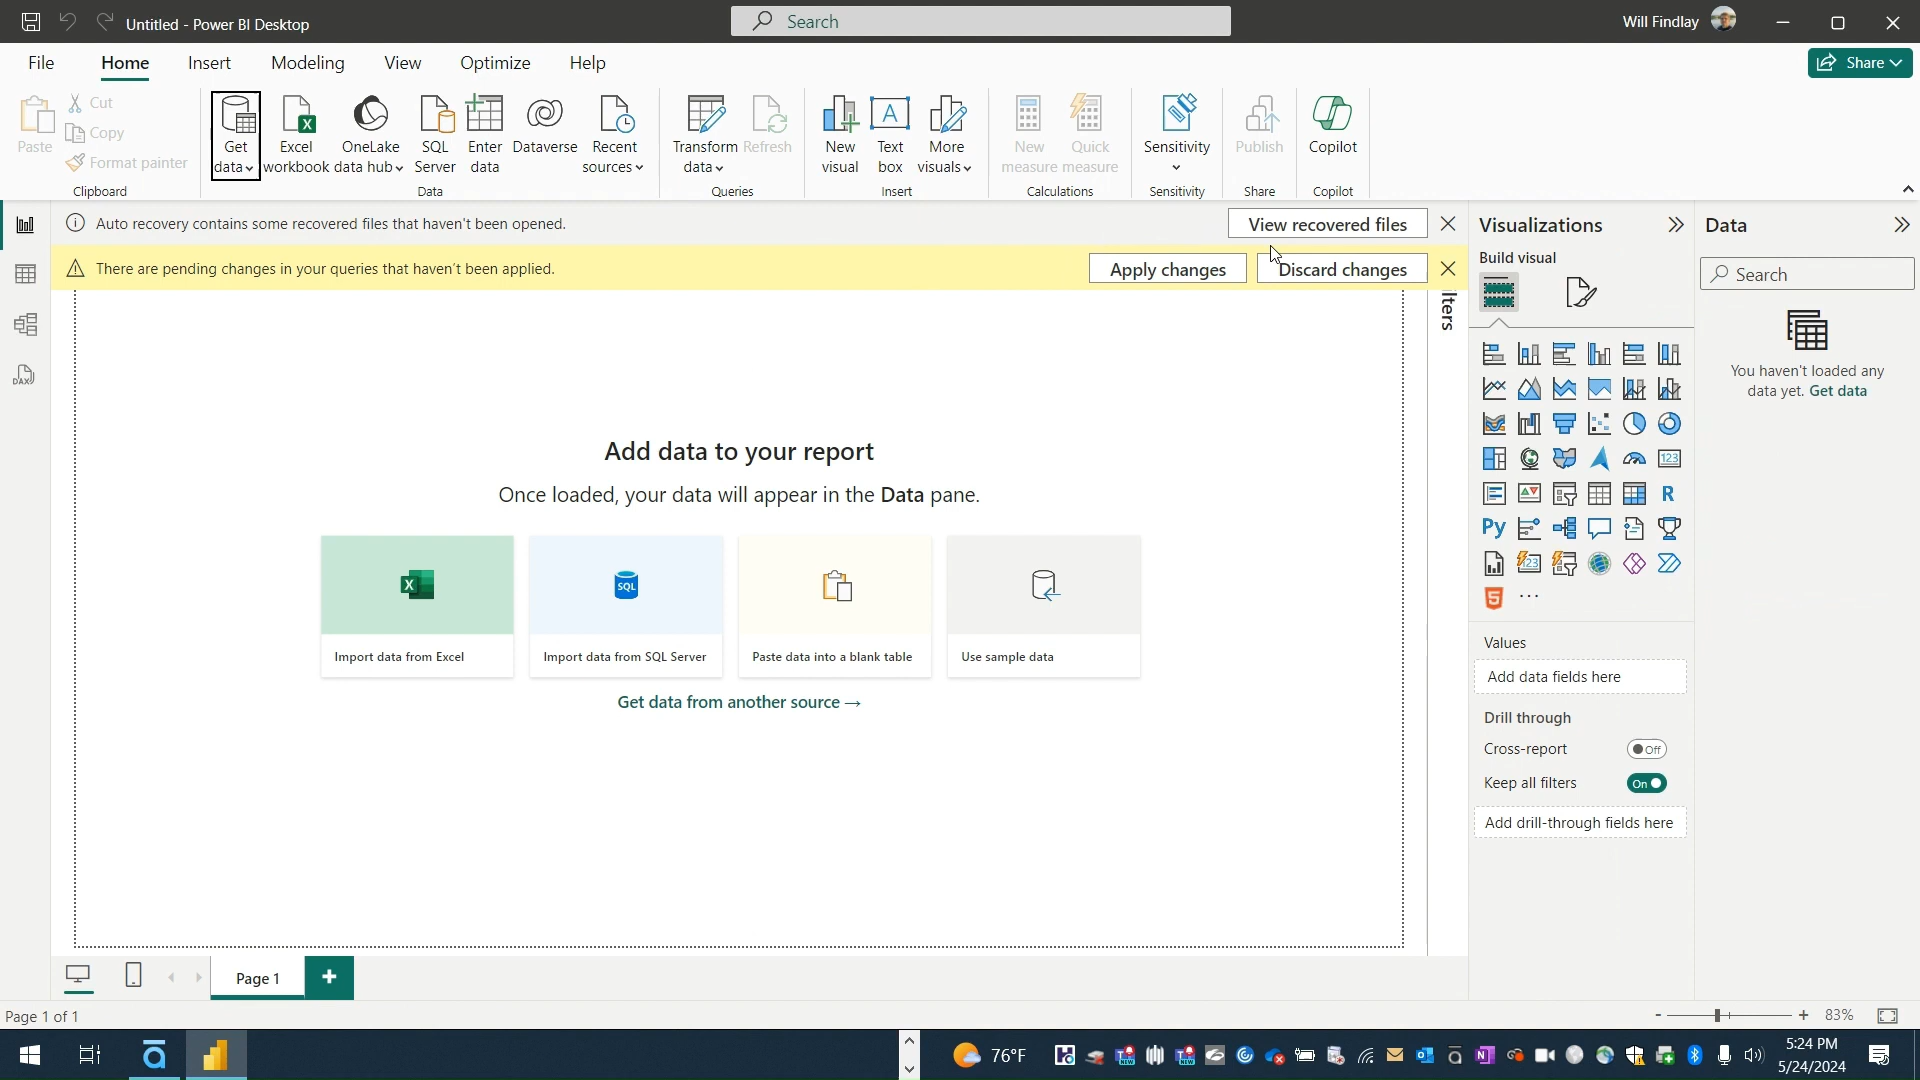 Untitled - Power BI Desktop
Search
Will Findlay
File
Home
Insert
Modeling
View
Optimize
Help
Share
Paste
Cut
Copy
Format painter
Clipboard
Get
data
Excel
workbook
OneLake
data hub
SQL
Server
Enter
data
Dataverse
Recent
sources
Data
Transform
data
Refresh
Queries
New
visual
Text
box
More
visuals
Insert
New
measure
Quick
measure
Calculations
Sensitivity
Sensitivity
Publish
Share
Copilot
Copilot
Auto recovery contains some recovered files that haven't been opened.
View recovered files
There are pending changes in your queries that haven't been applied.
Apply changes
Discard changes
lters
Add data to your report
Once loaded, your data will appear in the Data pane.
SQL
Import data from Excel
Import data from SQL Server
Paste data into a blank table
Use sample data
Get data from another source →
Visualizations
Build visual
123
R
Py
123
Values
Add data fields here
Drill through
Cross-report
Off
Keep all filters
On
Add drill-through fields here
Data
Search
You haven't loaded any
data yet. Get data
DAX
Page 1
Page 1 of 1
- + 83%
76°F
5:24 PM
5/24/2024